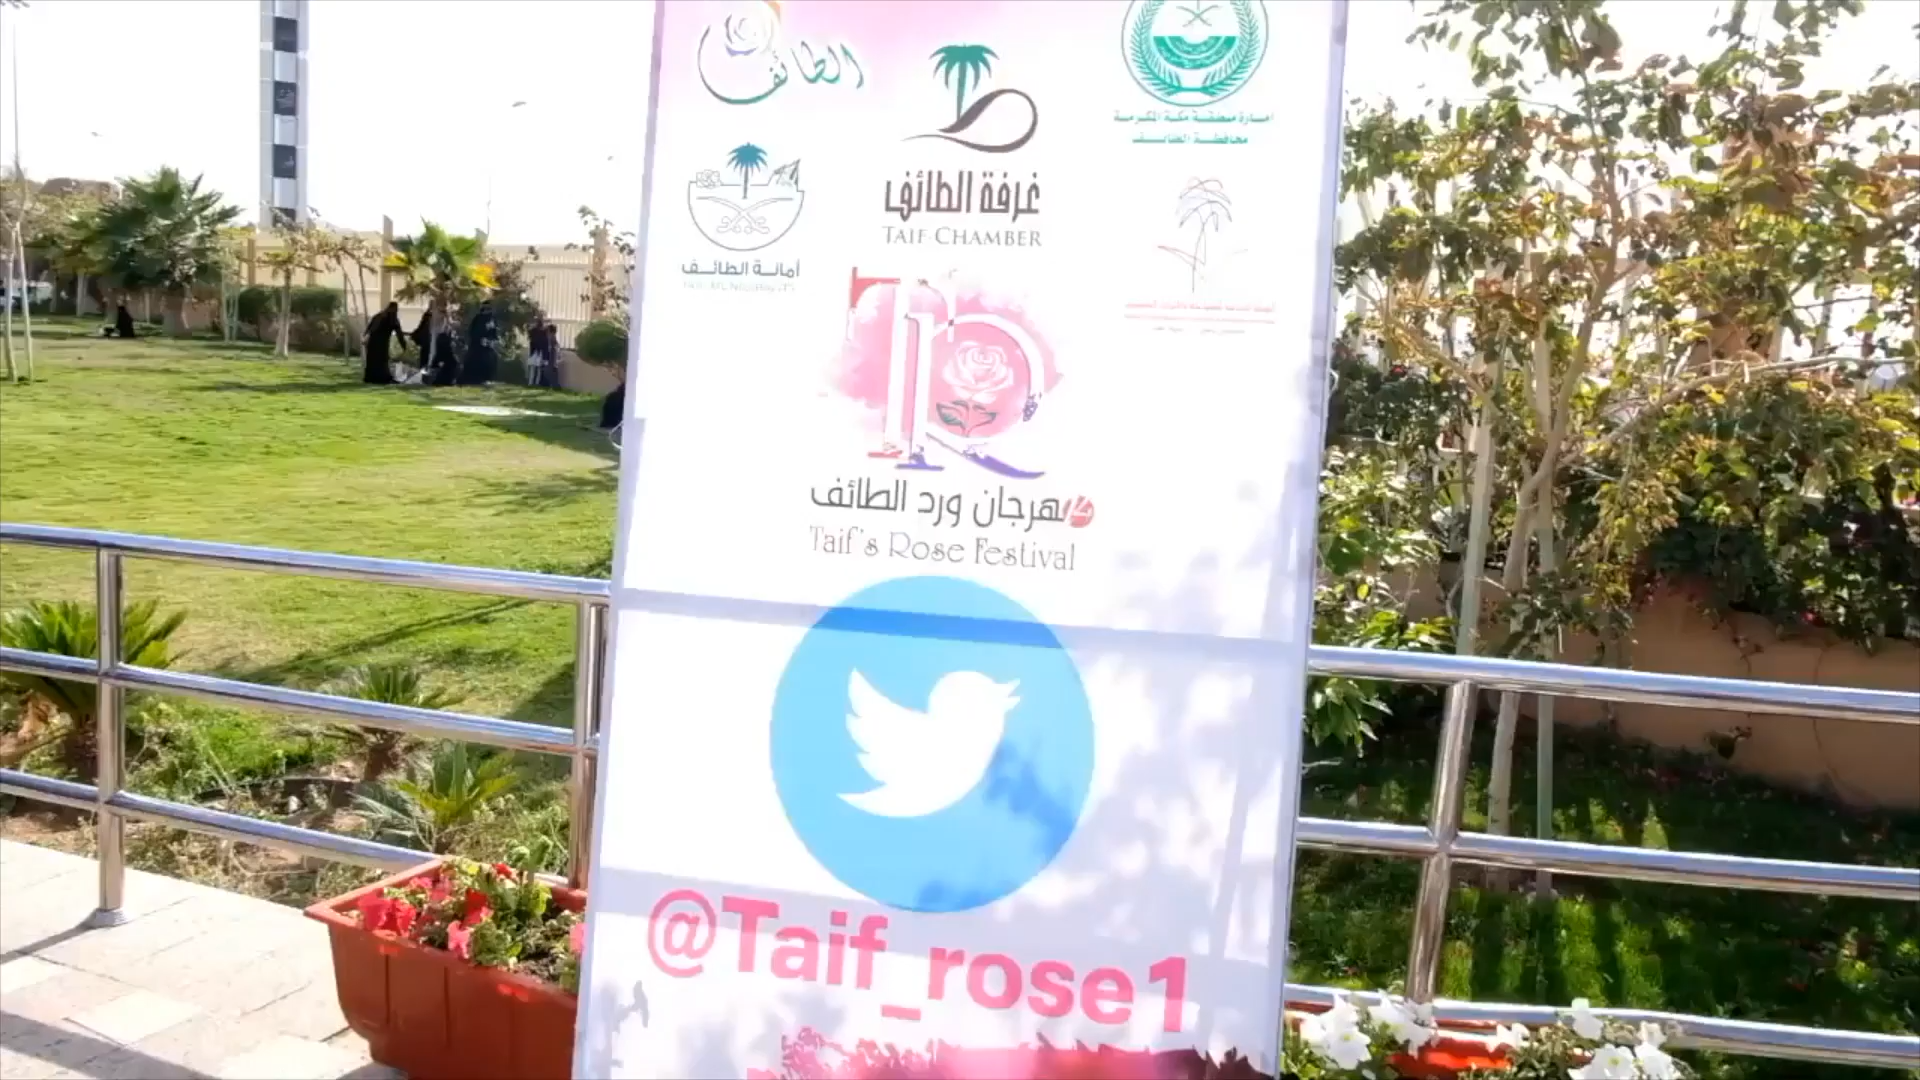 الطائف
امارة منطقة مكة المكرمة
محافظة الطائف
غرفة الطائف
TAIF CHAMBER
أمانة الطائف
TR
مهرجان ورد الطائف
Taif's Rose Festival
@Taif_rose1